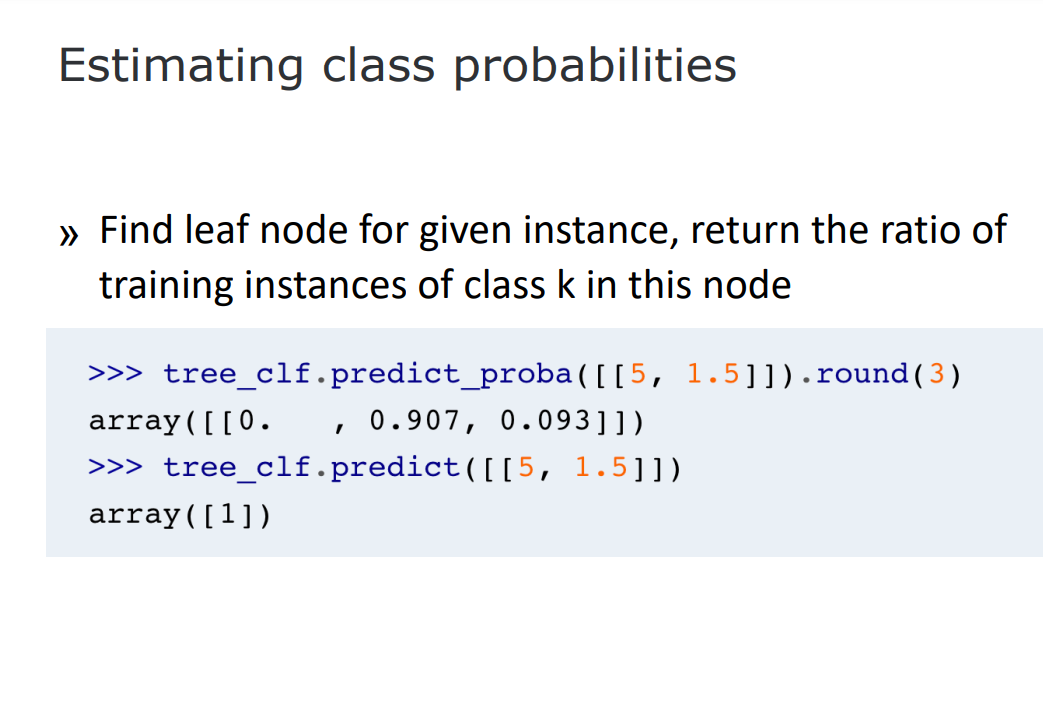 Estimating class probabilities
» Find leaf node for given instance, return the ratio of
training instances of class k in this node
>>> tree_clf.predict_proba([[5, 1.5]]).round(3)
array([[0.   , 0.907, 0.093]])
>>> tree_clf.predict([[5, 1.5]])
array([1])